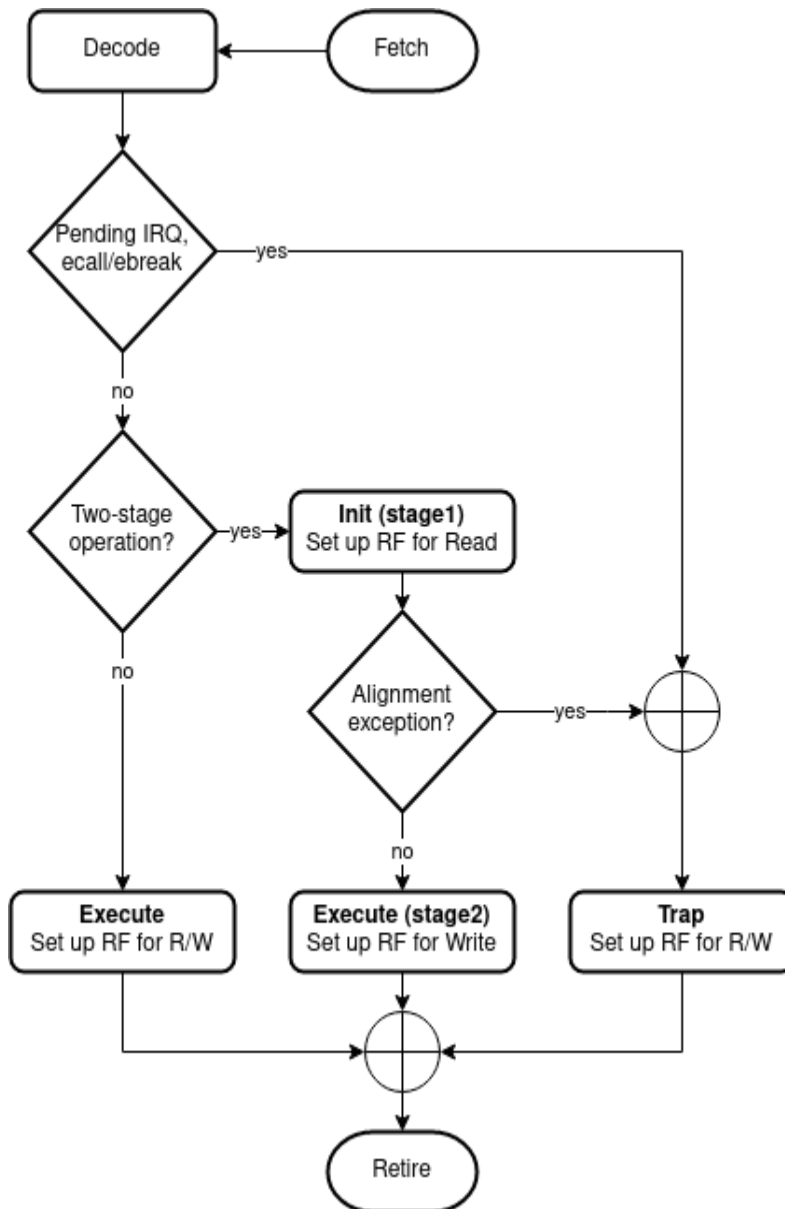 Decode
Fetch
Pending IRQ,
ecall/ebreak
yes
no
Two-stage
operation?
yes
Init (stage1)
Set up RF for Read
no
Alignment
exception?
yes
no
Execute
Set up RF for R/W
Execute (stage2)
Set up RF for Write
Trap
Set up RF for R/W
Retire